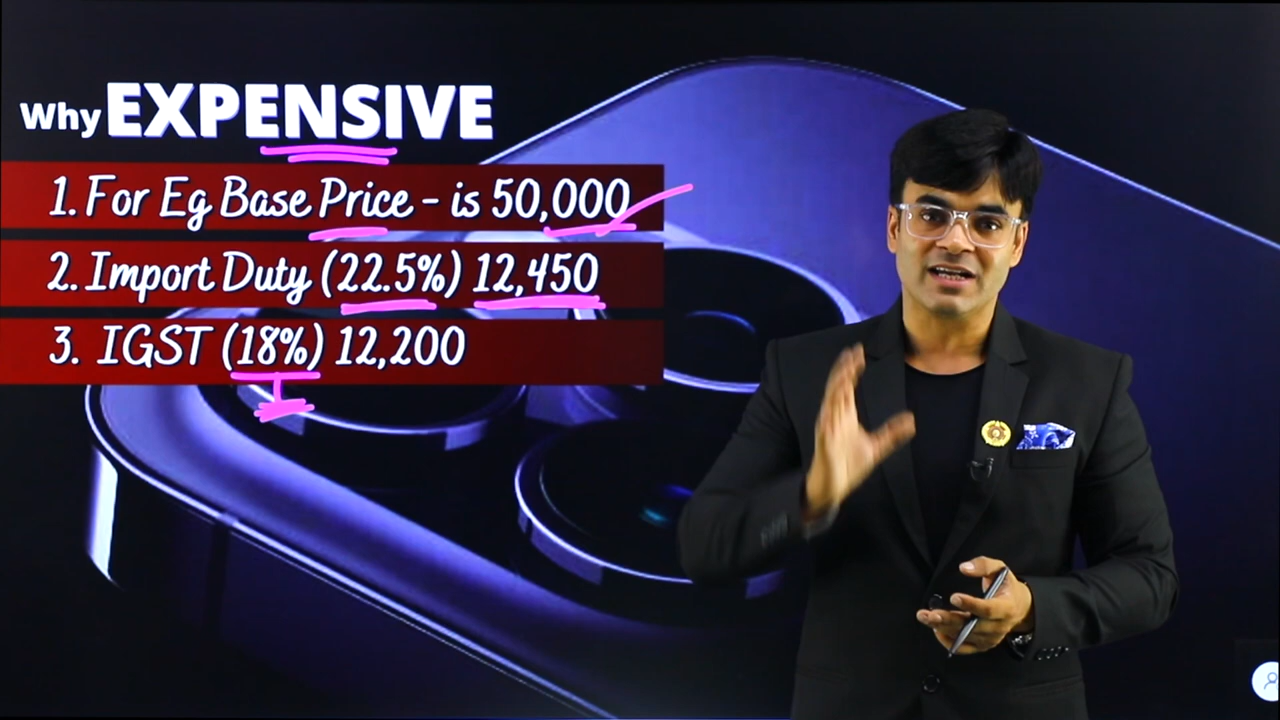 Why EXPENSIVE
1. For Eg Base Price - is 50,000
2. Import Duty (22.5%) 12,450
3. IGST (18%) 12,200